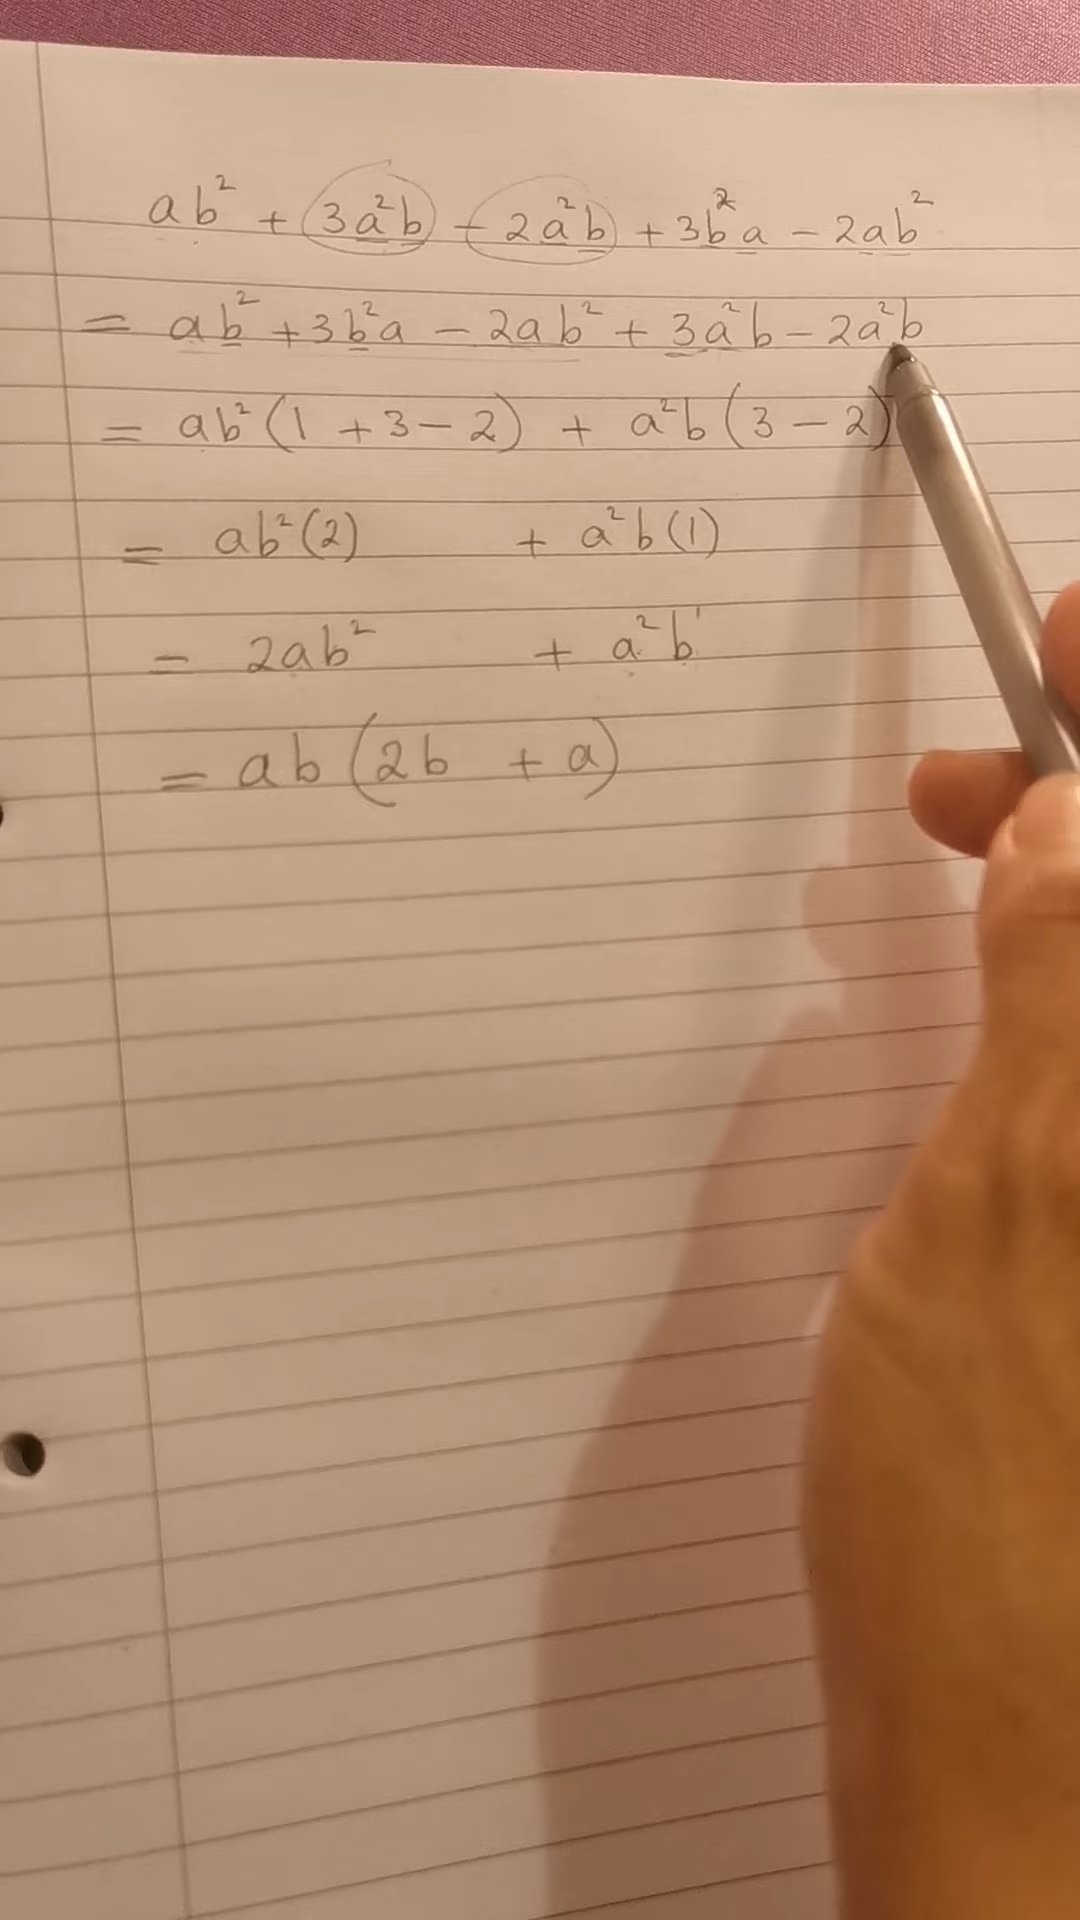 ab² + 3a²b - 2a²b + 3b²a - 2ab²
= ab² + 3b²a - 2ab² + 3a²b - 2a²b
= ab² (1 + 3 - 2) + a²b (3 - 2)
= ab² (2) + a²b (1)
= 2ab² + a²b¹
= ab (2b + a)